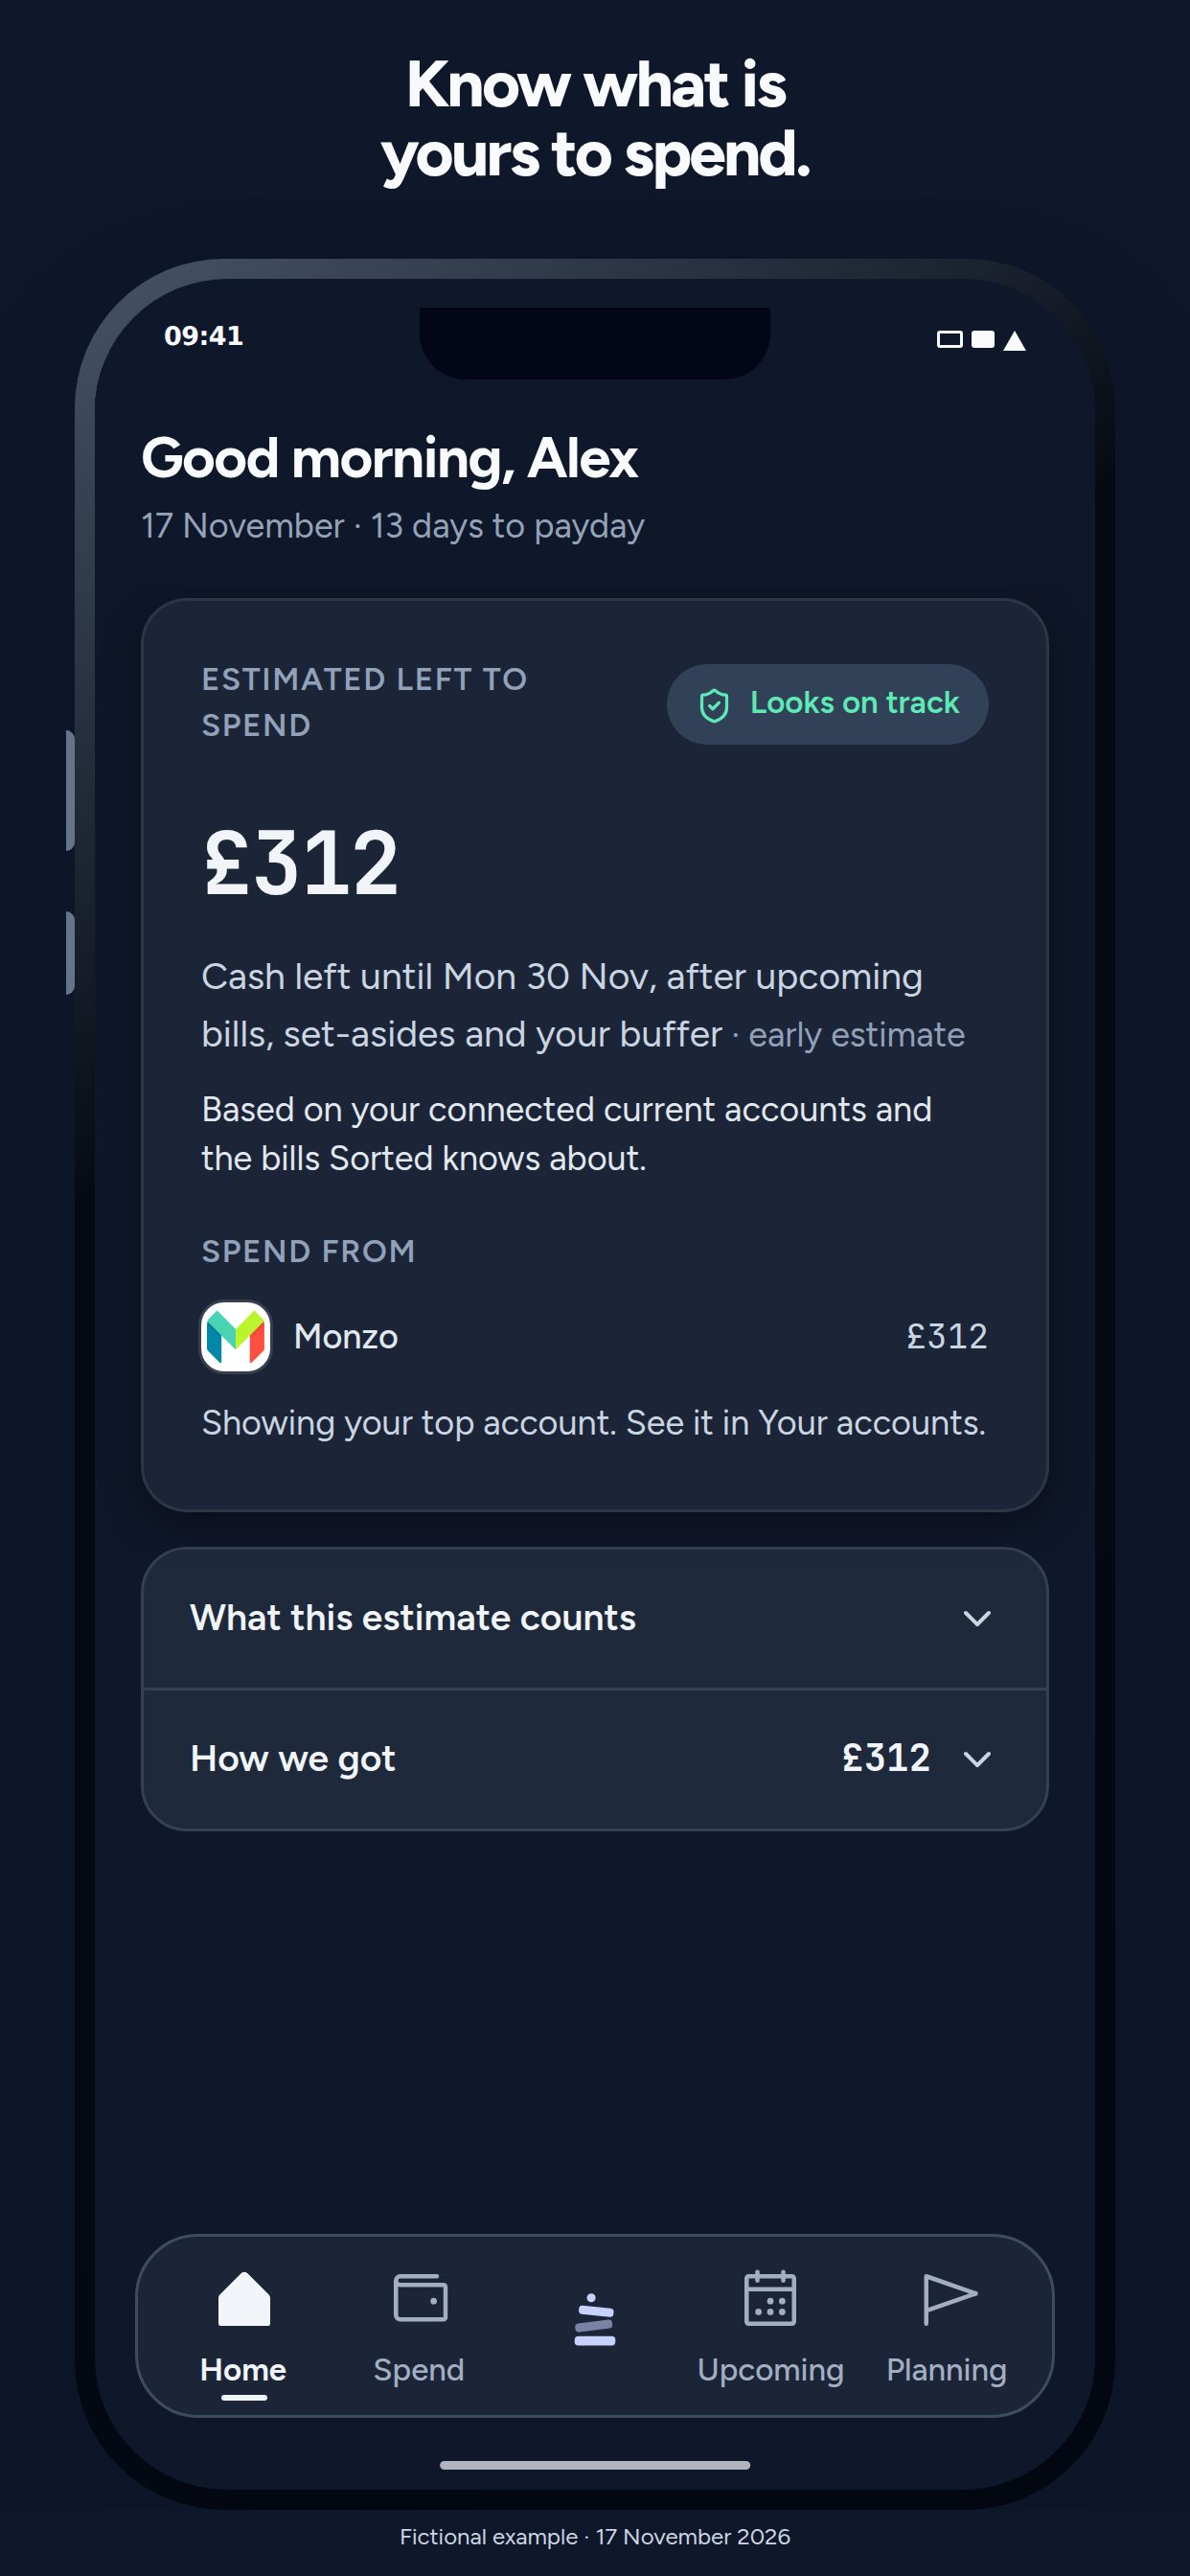 Know what is
yours to spend.
09:41
Good morning, Alex
17 November · 13 days to payday
ESTIMATED LEFT TO
SPEND
Looks on track
£312
Cash left until Mon 30 Nov, after upcoming
bills, set-asides and your buffer · early estimate
Based on your connected current accounts and
the bills Sorted knows about.
SPEND FROM
Monzo £312
Showing your top account. See it in Your accounts.
What this estimate counts
How we got £312
Home Spend Upcoming Planning
Fictional example · 17 November 2026